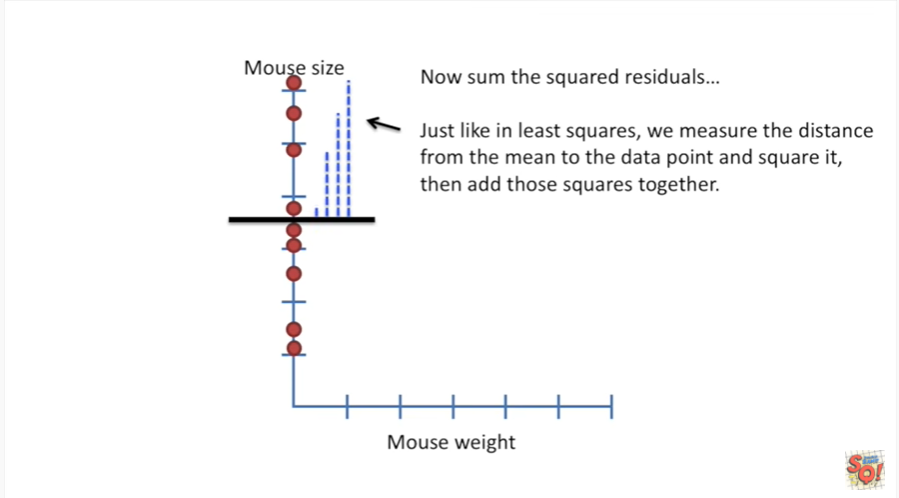 Mouse size
Now sum the squared residuals...
Just like in least squares, we measure the distance
from the mean to the data point and square it,
then add those squares together.
Mouse weight
SQ!